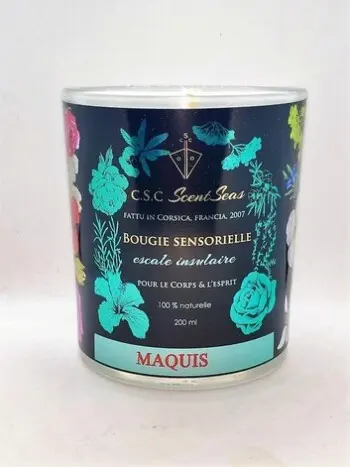 C.S.C ScentSeas
FATTU IN CORSICA, FRANCIA, 2007
BOUGIE SENSORIELLE
escale insulaire
POUR LE CORPS & L'ESPRIT
100 % naturelle
200 ml
MAQUIS